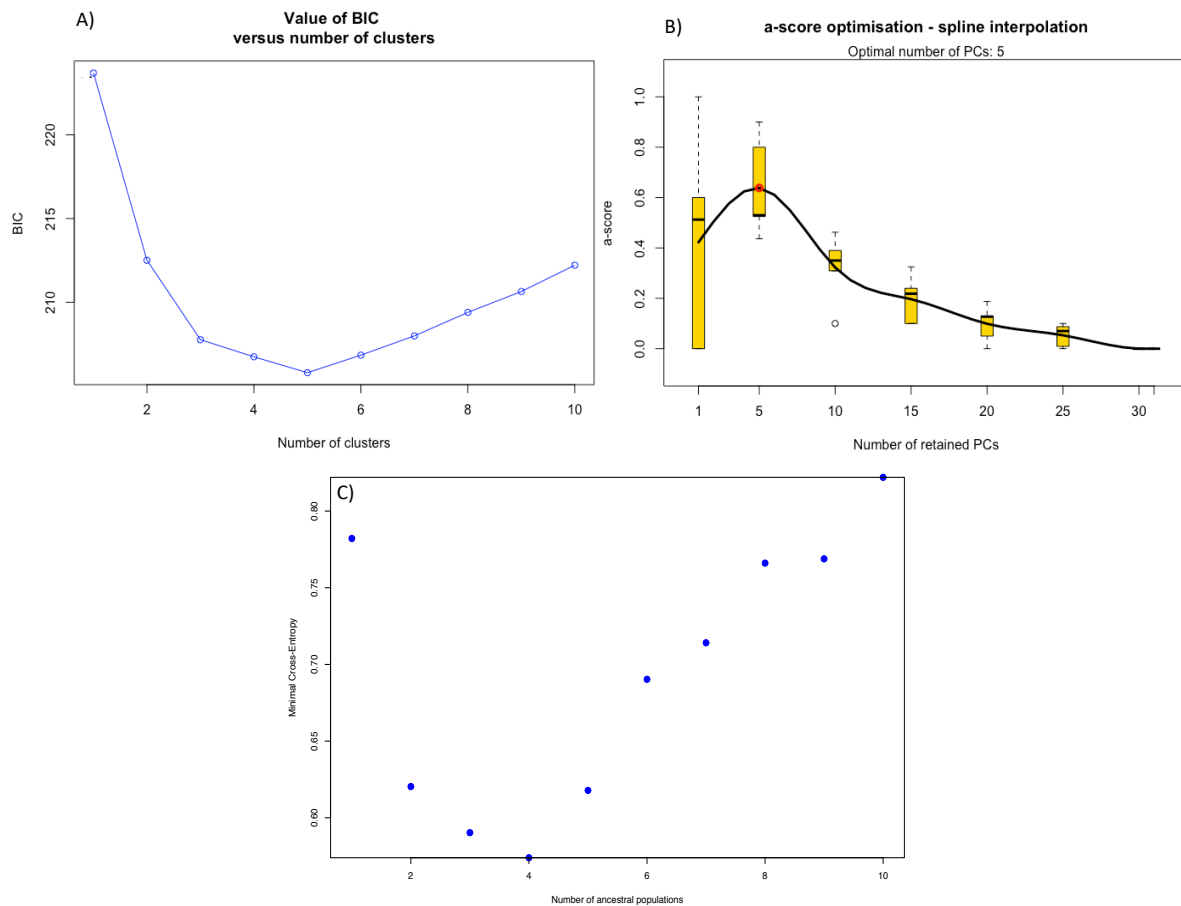 A)
Value of BIC
versus number of clusters
BIC
220
215
210
2 4 6 8 10
Number of clusters
B)
a-score optimisation - spline interpolation
Optimal number of PCs: 5
a-score
1.0
0.8
0.6
0.4
0.2
0.0
1 5 10 15 20 25 30
Number of retained PCs
C)
Minimal Cross-Entropy
0.80
0.75
0.70
0.65
0.60
2 4 6 8 10
Number of ancestral populations